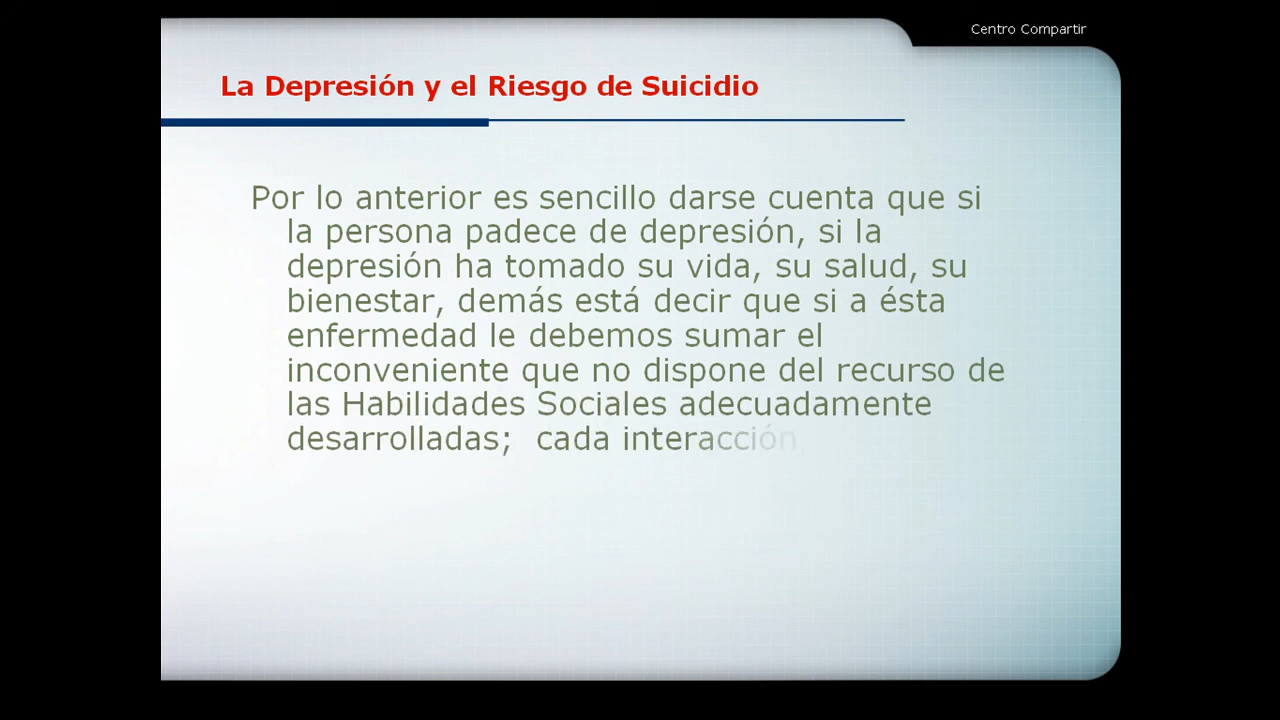 Centro Compartir
La Depresión y el Riesgo de Suicidio
Por lo anterior es sencillo darse cuenta que si
la persona padece de depresión, si la
depresión ha tomado su vida, su salud, su
bienestar, demás está decir que si a ésta
enfermedad le debemos sumar el
inconveniente que no dispone del recurso de
las Habilidades Sociales adecuadamente
desarrolladas;  cada interacción